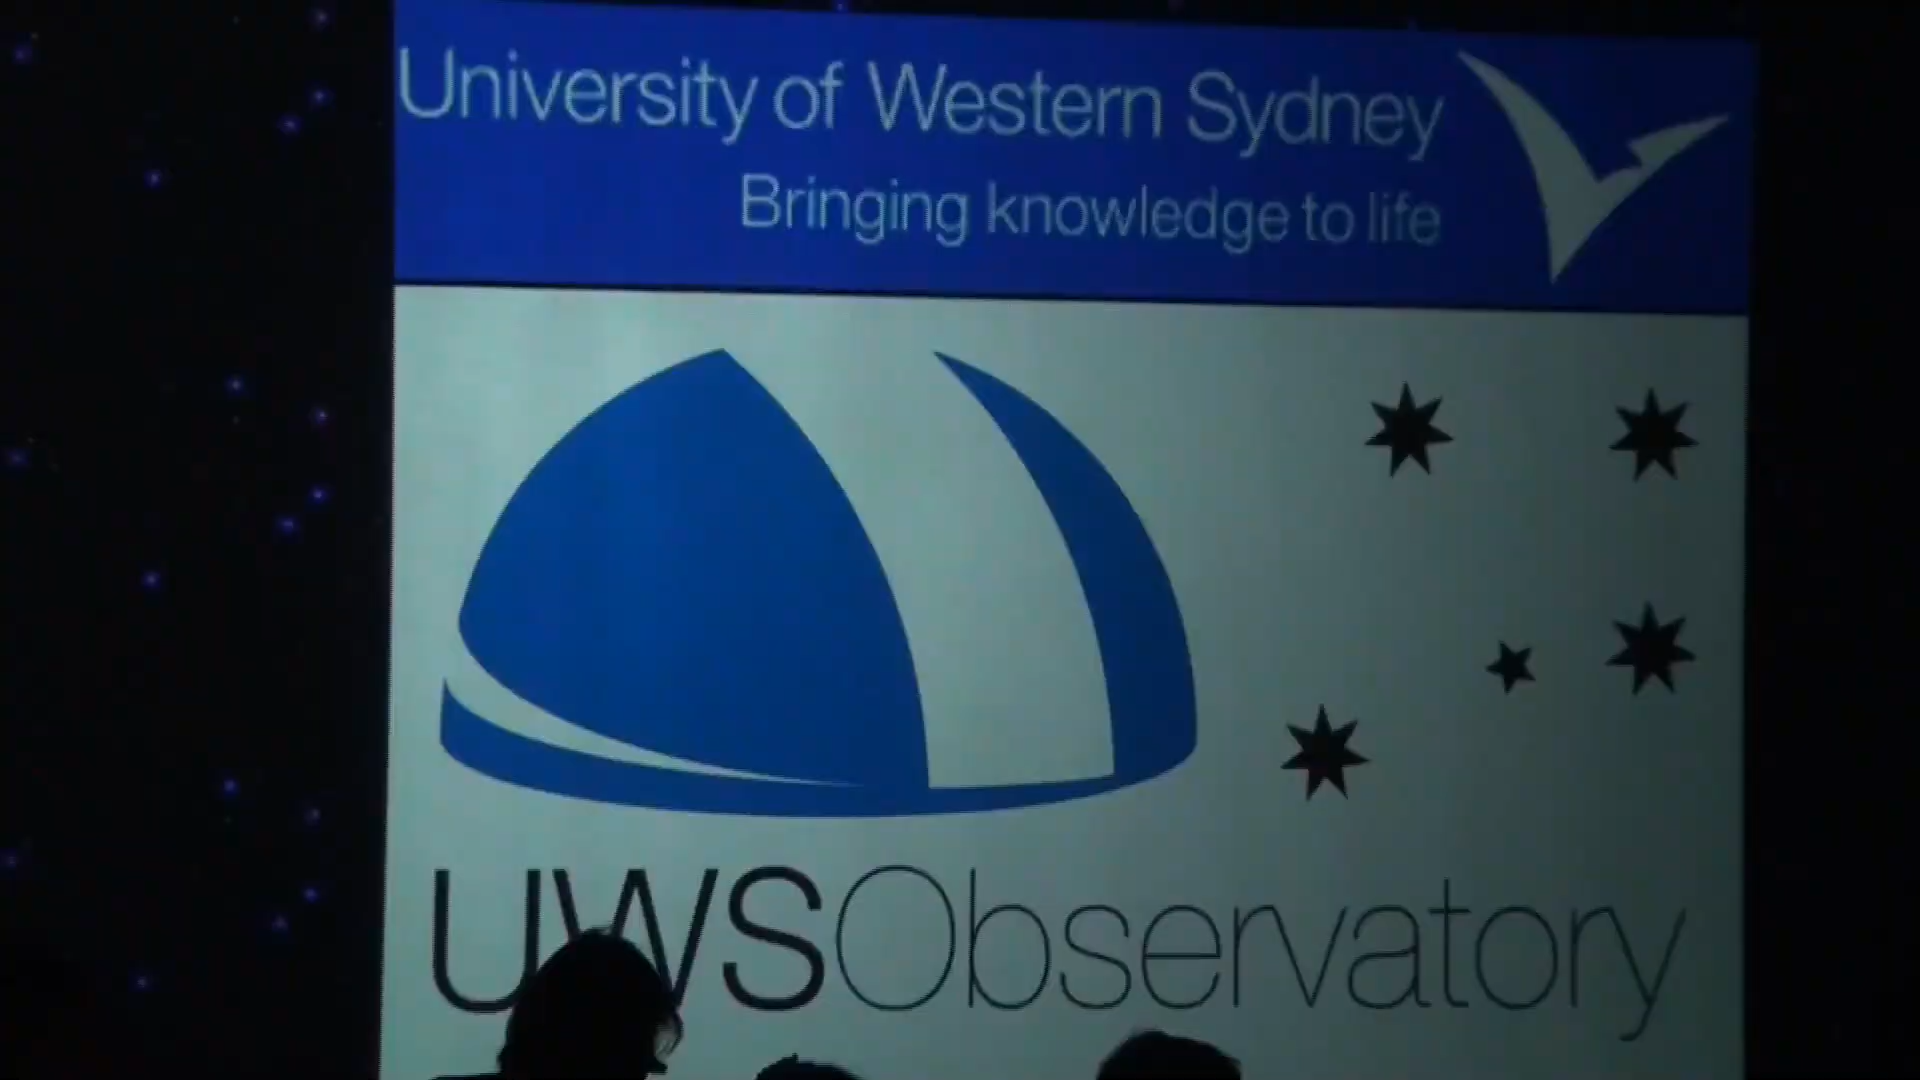 University of Western Sydney
Bringing knowledge to life
UWSObservatory